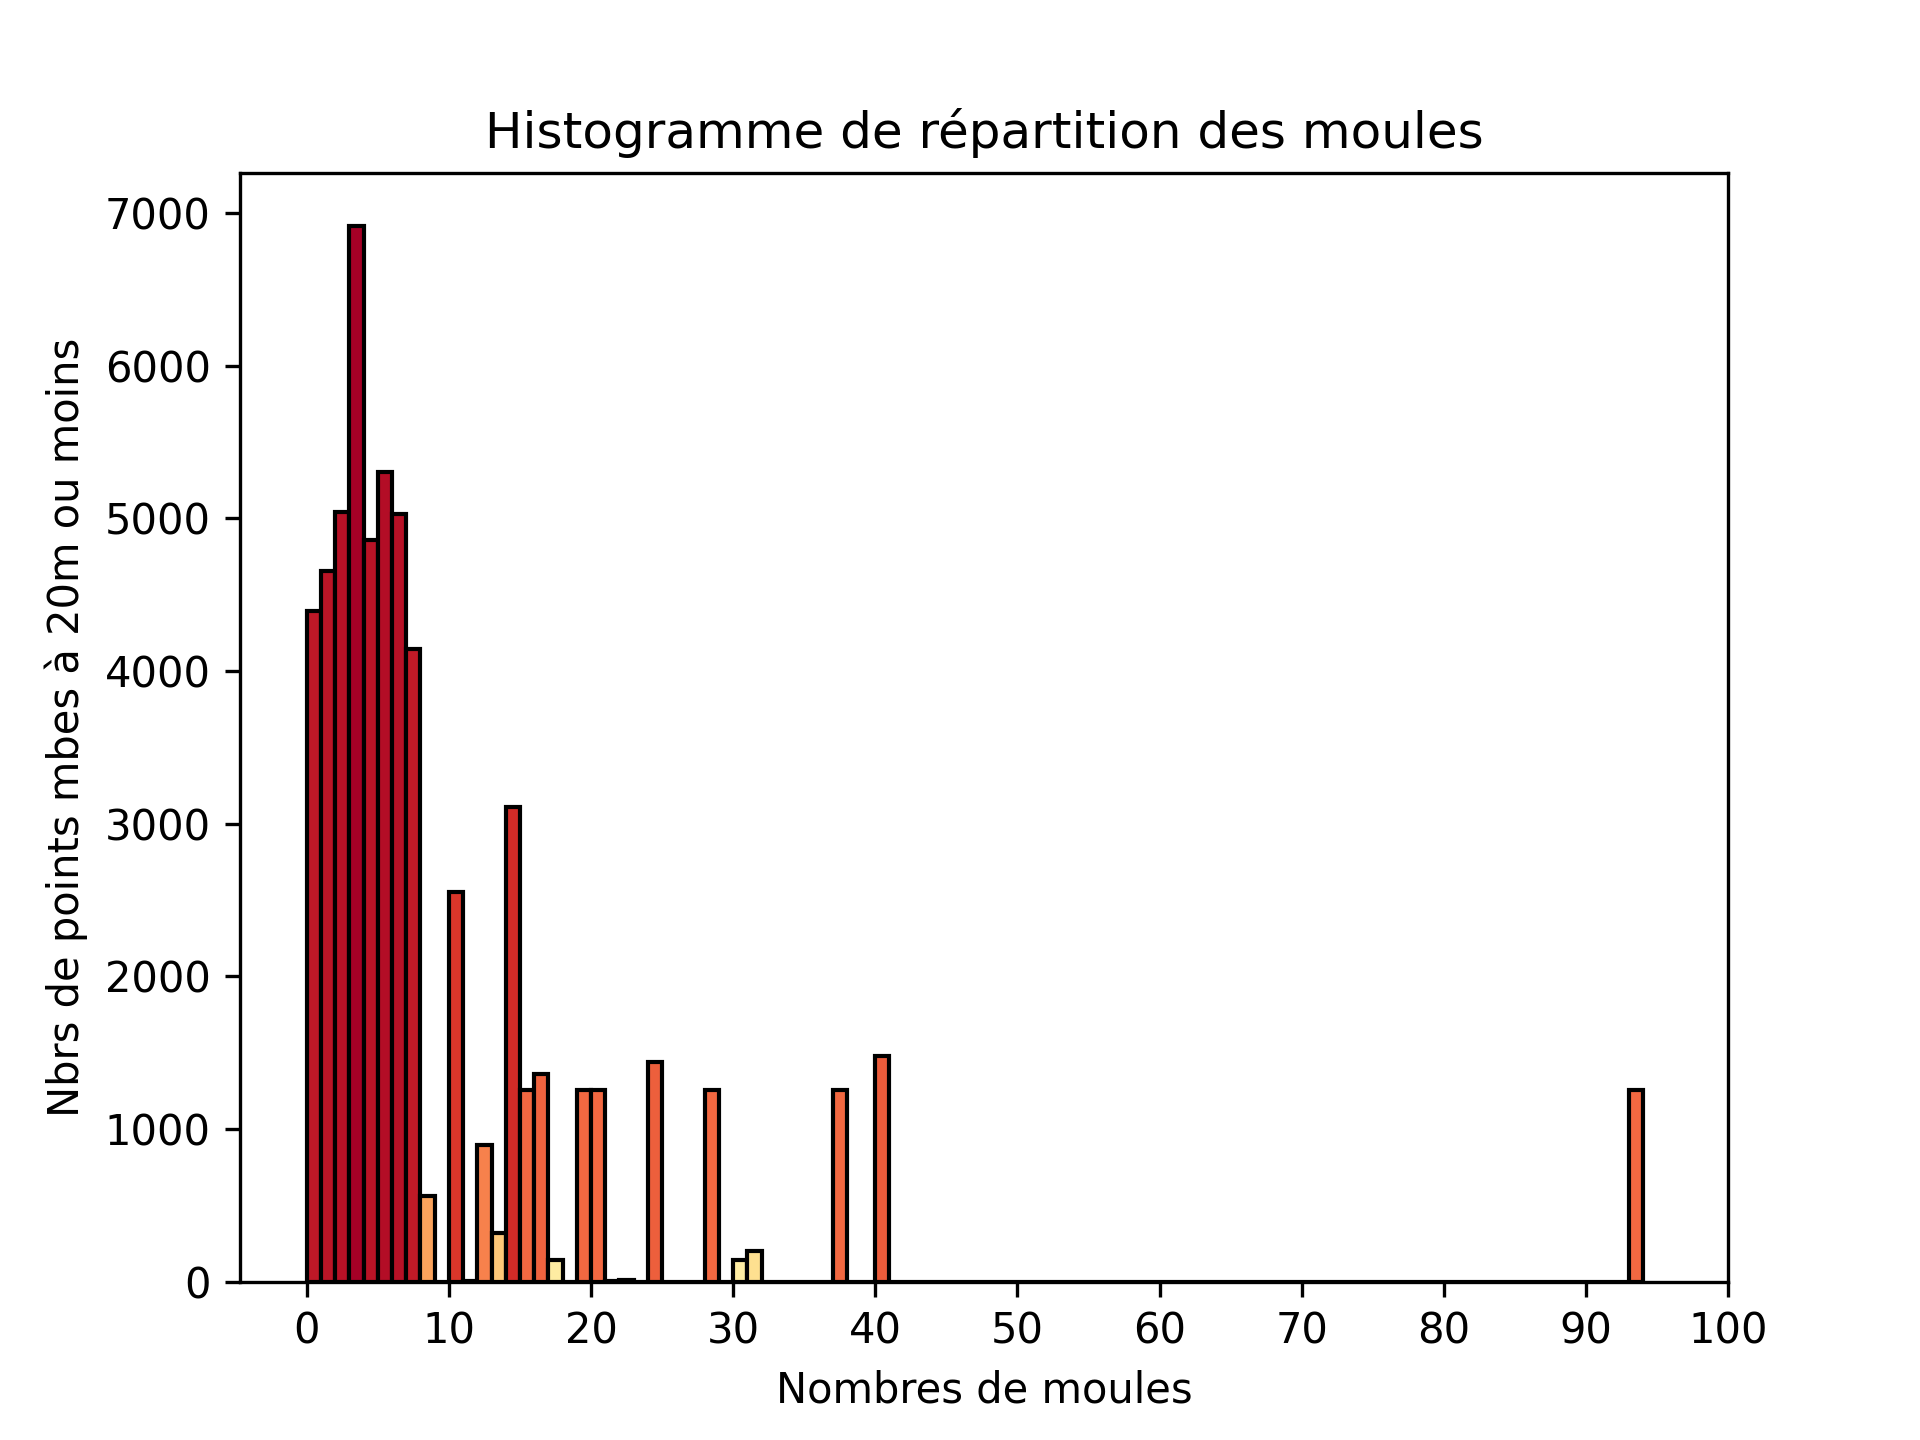 Histogramme de répartition des moules
Nbrs de points mbes à 20m ou moins
7000
6000
5000
4000
3000
2000
1000
0
0 10 20 30 40 50 60 70 80 90 100
Nombres de moules